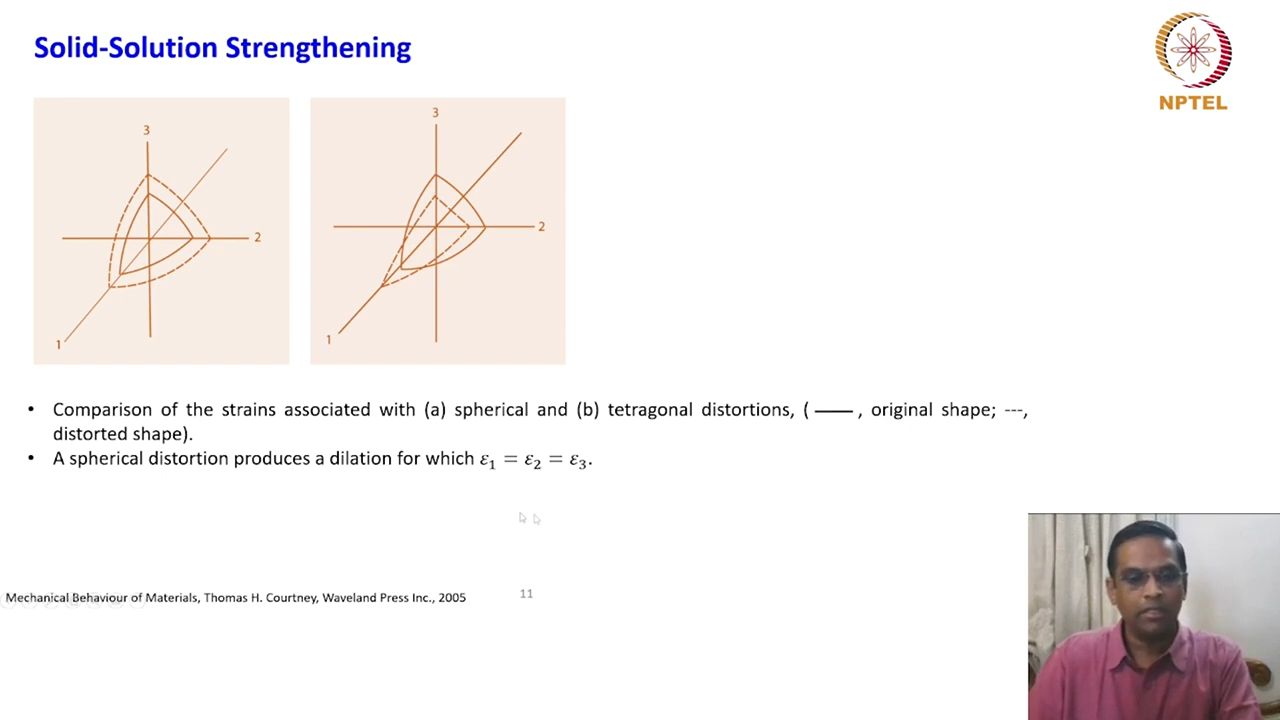 Solid-Solution Strengthening
NPTEL
3
2
1
3
2
1
• Comparison of the strains associated with (a) spherical and (b) tetragonal distortions, ( ——, original shape; ---,
distorted shape).
• A spherical distortion produces a dilation for which ε₁ = ε₂ = ε₃.
Mechanical Behaviour of Materials, Thomas H. Courtney, Waveland Press Inc., 2005
11